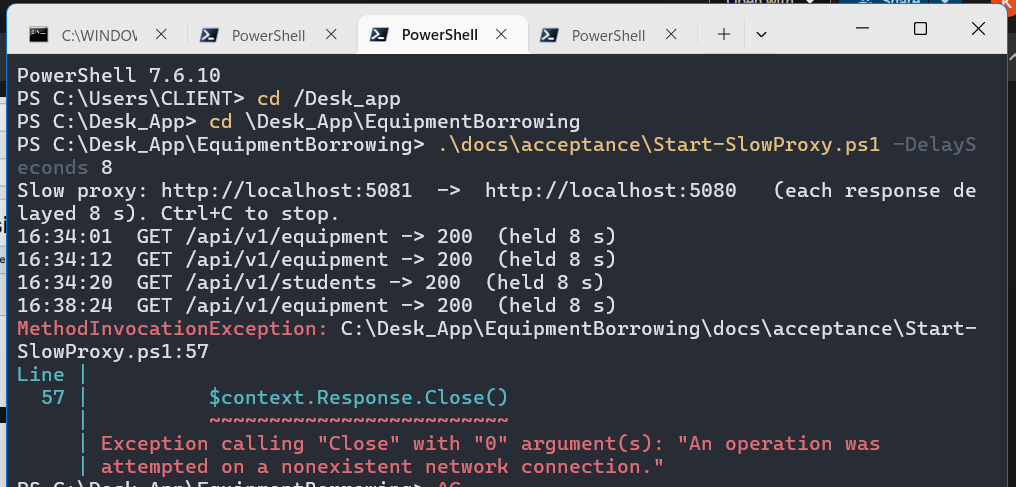 Share
C:\WINDOW
PowerShell
PowerShell
PowerShell
PowerShell 7.6.10
PS C:\Users\CLIENT> cd /Desk_app
PS C:\Desk_App> cd \Desk_App\EquipmentBorrowing
PS C:\Desk_App\EquipmentBorrowing> .\docs\acceptance\Start-SlowProxy.ps1 -DelayS
econds 8
Slow proxy: http://localhost:5081  ->  http://localhost:5080   (each response de
layed 8 s). Ctrl+C to stop.
16:34:01  GET /api/v1/equipment -> 200  (held 8 s)
16:34:12  GET /api/v1/equipment -> 200  (held 8 s)
16:34:20  GET /api/v1/students -> 200  (held 8 s)
16:38:24  GET /api/v1/equipment -> 200  (held 8 s)
MethodInvocationException: C:\Desk_App\EquipmentBorrowing\docs\acceptance\Start-
SlowProxy.ps1:57
Line |
  57 |          $context.Response.Close()
     |          ~~~~~~~~~~~~~~~~~~~~~~~~~
     | Exception calling "Close" with "0" argument(s): "An operation was
     | attempted on a nonexistent network connection."
PS C:\Desk_App\EquipmentBorrowing> ^C